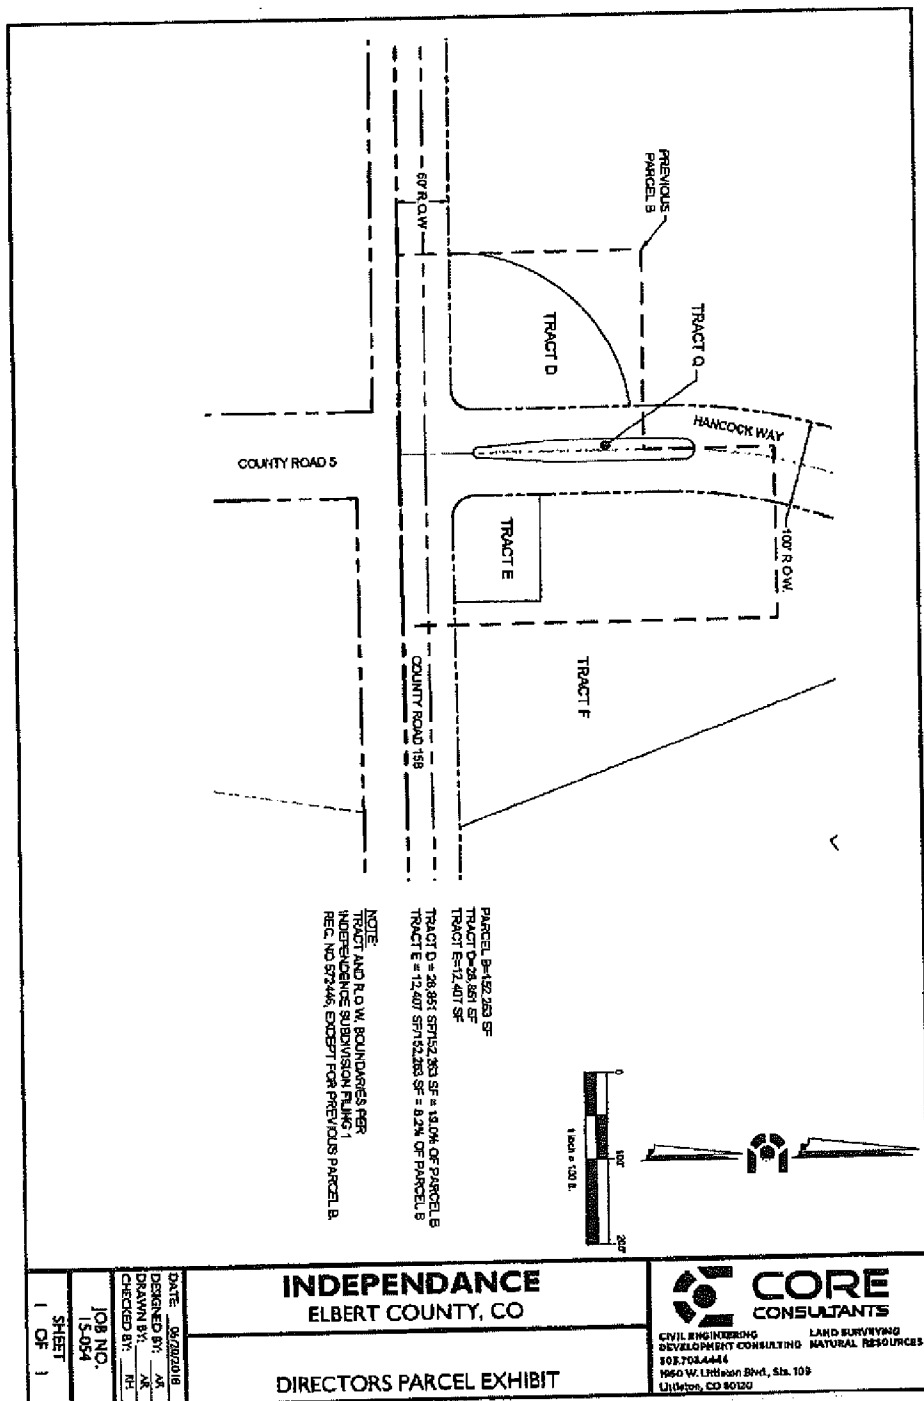 PREVIOUS
PARCEL B
60' R.O.W
TRACT D
TRACT Q
HANCOCK WAY
COUNTY ROAD 5
TRACT E
100' R.O.W.
COUNTY ROAD 158
TRACT F
PARCEL B=152,263 SF
TRACT D=28,851 SF
TRACT E=12,407 SF
TRACT D = 28,851 SF/152,263 SF = 19.0% OF PARCEL B
TRACT E = 12,407 SF/152,263 SF = 8.2% OF PARCEL B
NOTE:
TRACT AND R.O.W. BOUNDARIES PER
INDEPENDENCE SUBDIVISION FILING 1
REC. NO 572446, EXCEPT FOR PREVIOUS PARCEL B.
0 100' 200'
1 inch = 100 ft.
INDEPENDANCE
ELBERT COUNTY, CO
DIRECTORS PARCEL EXHIBIT
CORE
CONSULTANTS
CIVIL ENGINEERING LAND SURVEYING
DEVELOPMENT CONSULTING NATURAL RESOURCES
303.703.4444
1950 W. Littleton Blvd., Ste. 109
Littleton, CO 80120
DATE: 06/20/2018
DESIGNED BY: AR
DRAWN BY: AR
CHECKED BY: RH
JOB NO.
15-054
SHEET
1 OF 1